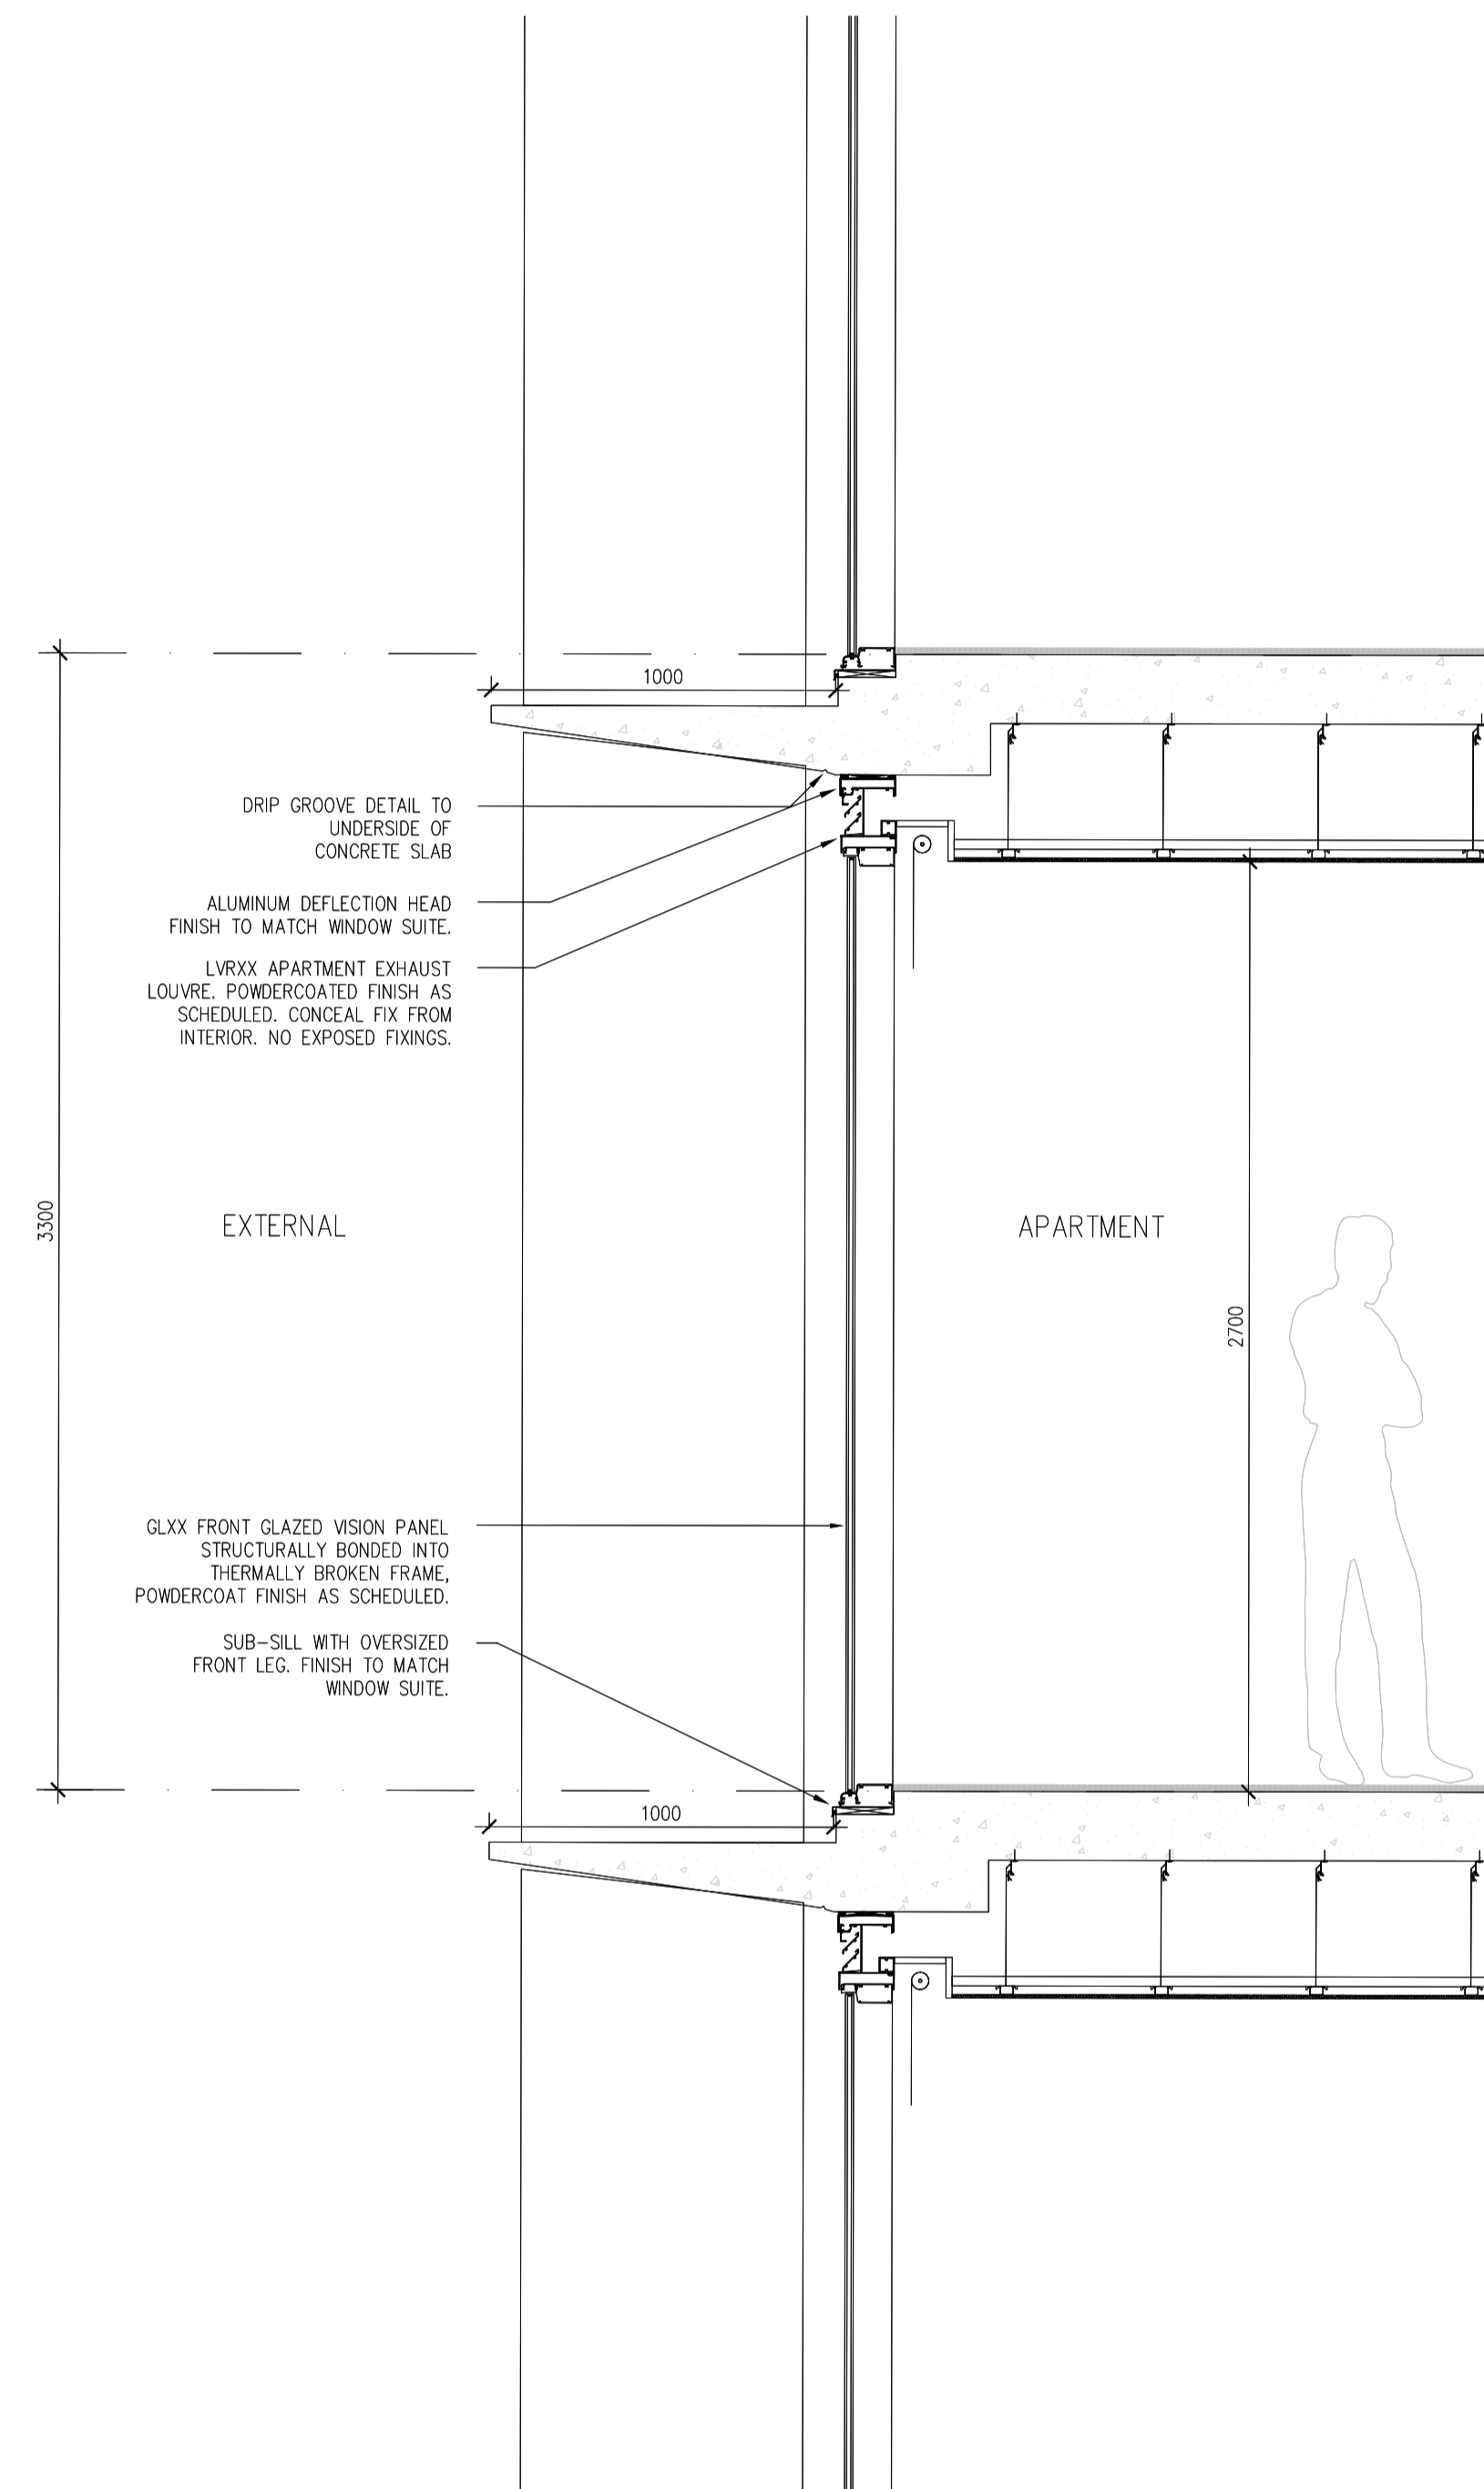 1000
DRIP GROOVE DETAIL TO
UNDERSIDE OF
CONCRETE SLAB
ALUMINUM DEFLECTION HEAD
FINISH TO MATCH WINDOW SUITE.
LVRXX APARTMENT EXHAUST
LOUVRE. POWDERCOATED FINISH AS
SCHEDULED. CONCEAL FIX FROM
INTERIOR. NO EXPOSED FIXINGS.
3300
EXTERNAL
APARTMENT
2700
GLXX FRONT GLAZED VISION PANEL
STRUCTURALLY BONDED INTO
THERMALLY BROKEN FRAME,
POWDERCOAT FINISH AS SCHEDULED.
SUB-SILL WITH OVERSIZED
FRONT LEG. FINISH TO MATCH
WINDOW SUITE.
1000